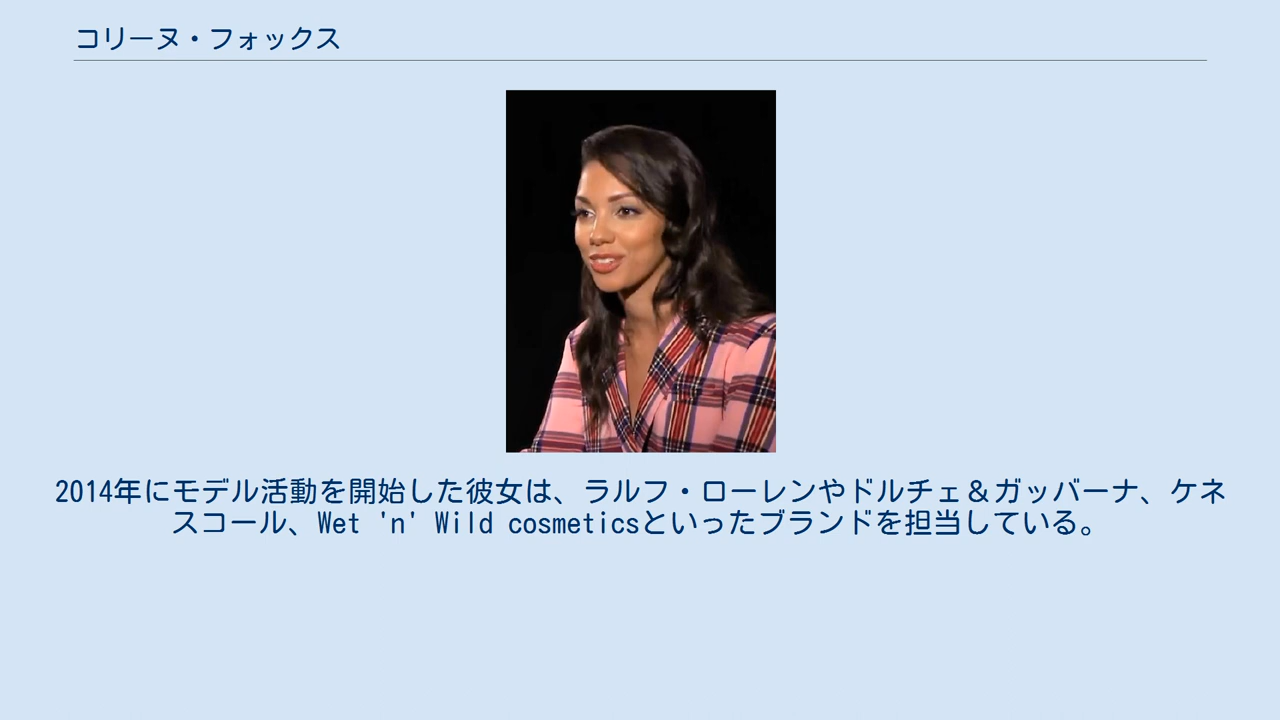 コリーヌ・フォックス
2014年にモデル活動を開始した彼女は、ラルフ・ローレンやドルチェ＆ガッバーナ、ケネ
スコール、Wet 'n' Wild cosmeticsといったブランドを担当している。